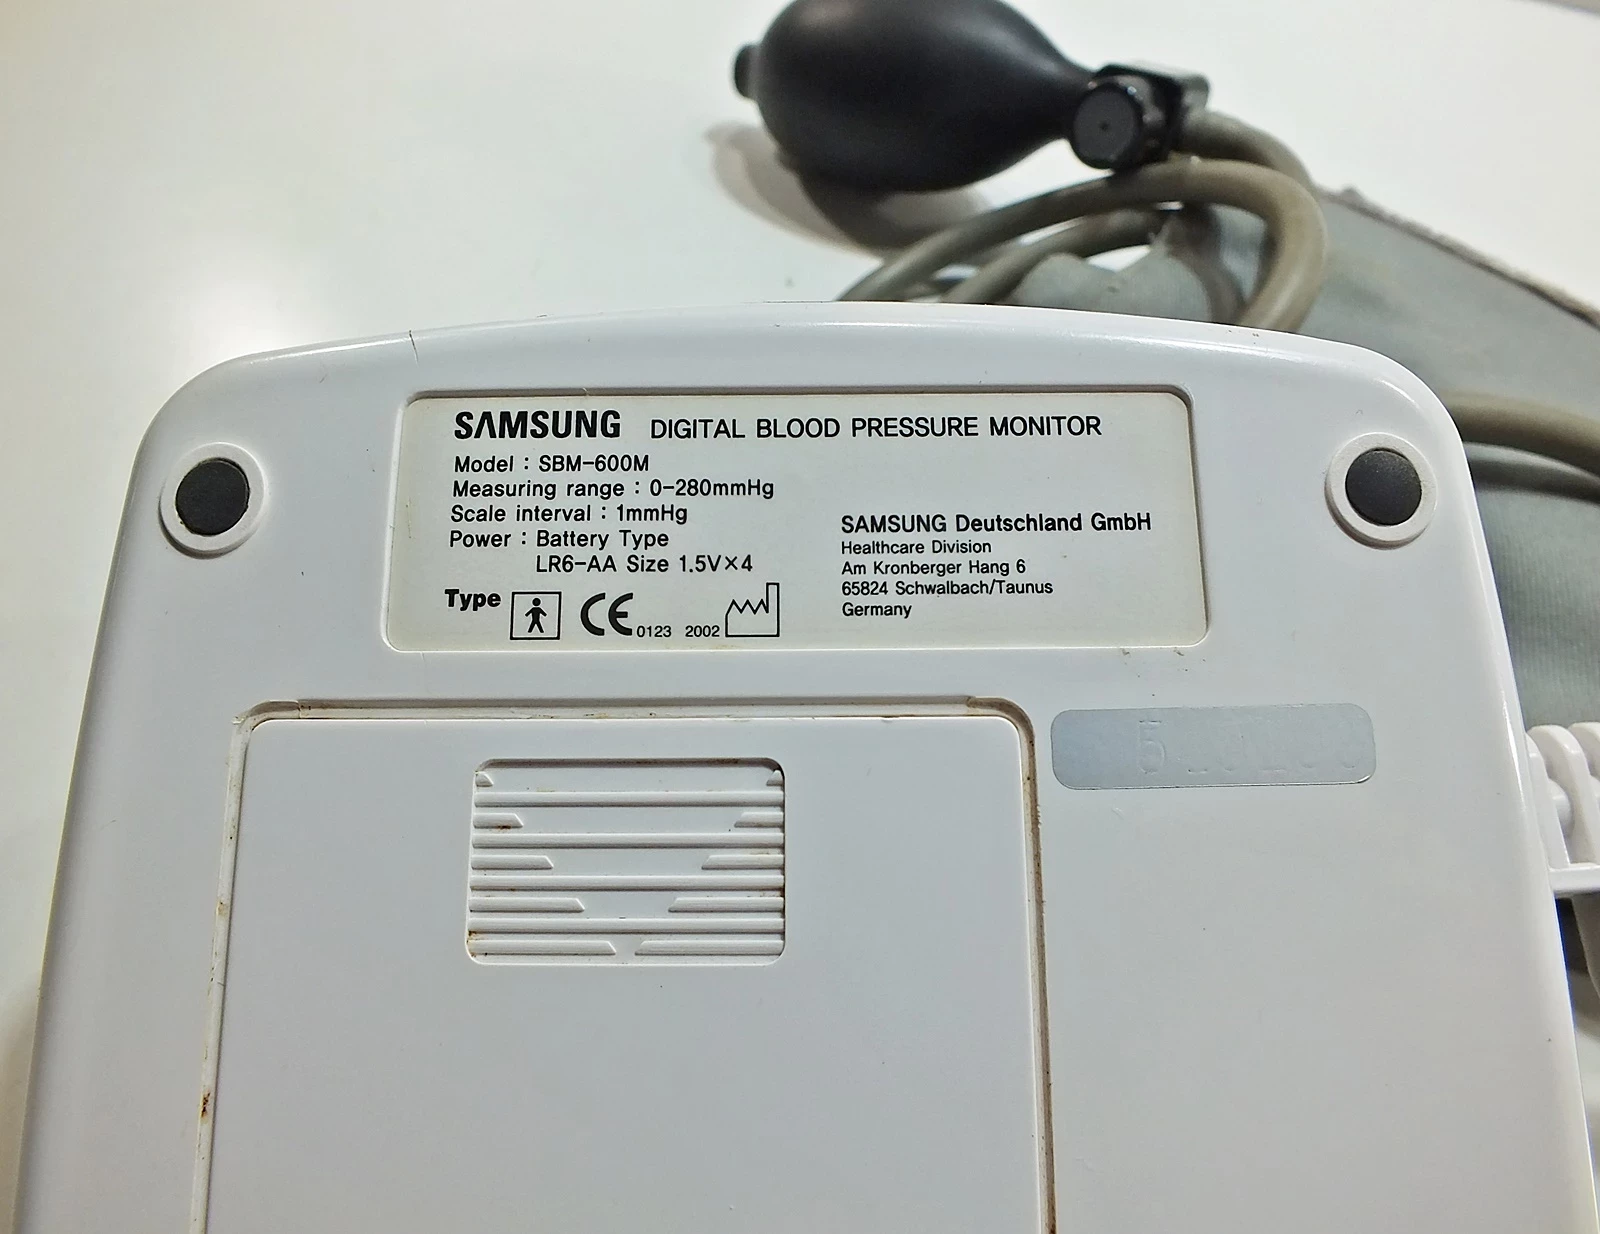 SAMSUNG DIGITAL BLOOD PRESSURE MONITOR
Model : SBM-600M
Measuring range : 0-280mmHg
Scale interval : 1mmHg
Power : Battery Type
LR6-AA Size 1.5V×4
Type CE 0123 2002
SAMSUNG Deutschland GmbH
Healthcare Division
Am Kronberger Hang 6
65824 Schwalbach/Taunus
Germany